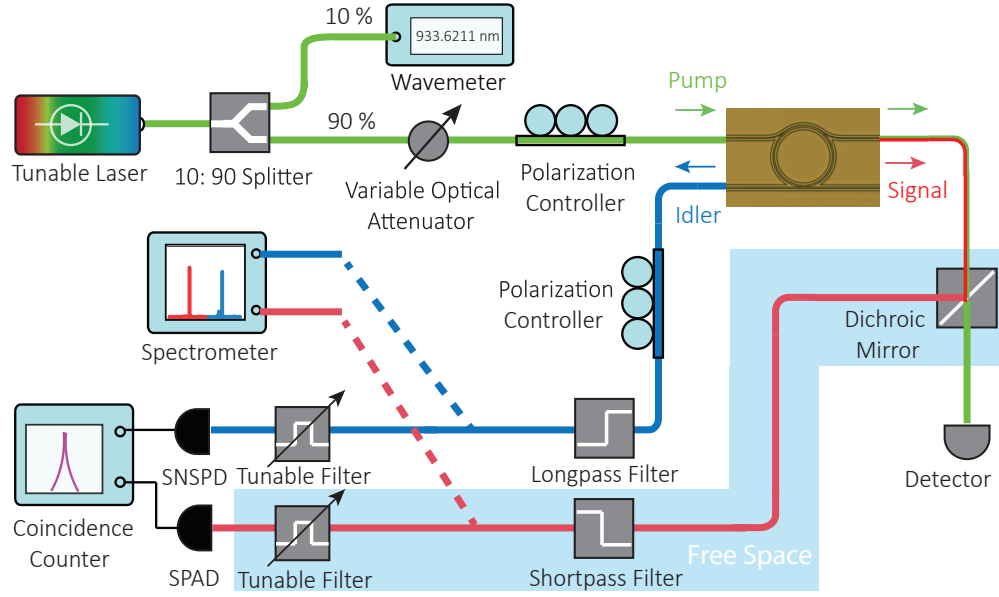 10 %
933.6211 nm
Wavemeter
Tunable Laser
10: 90 Splitter
90 %
Variable Optical
Attenuator
Polarization
Controller
Pump
Signal
Idler
Polarization
Controller
Spectrometer
Dichroic
Mirror
Detector
SNSPD
Tunable Filter
Longpass Filter
Coincidence
Counter
SPAD
Tunable Filter
Shortpass Filter
Free Space